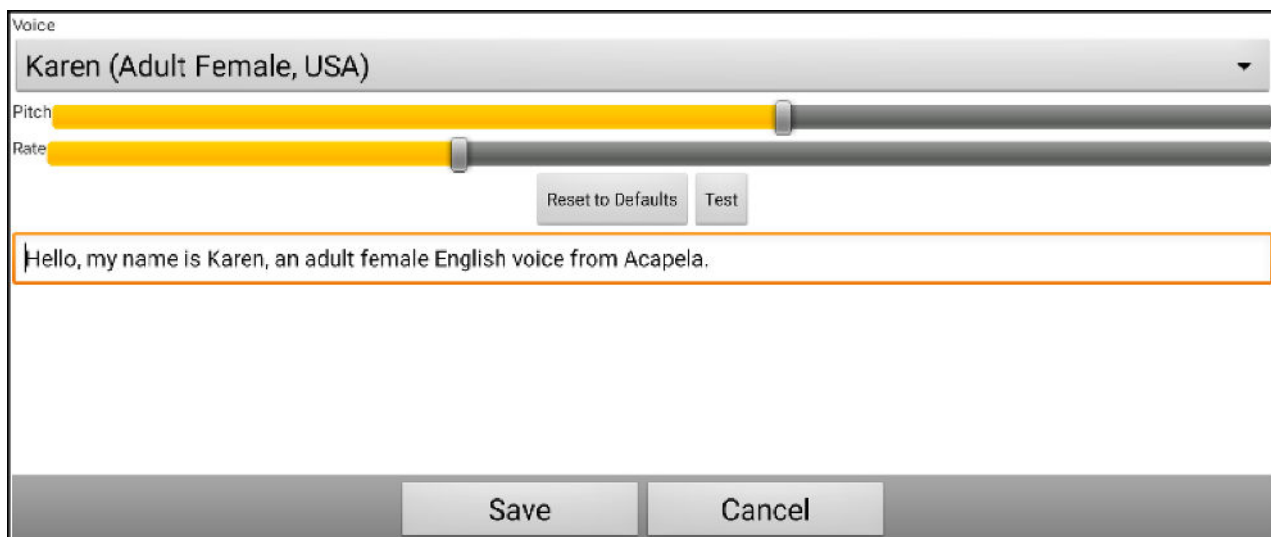 Voice
Karen (Adult Female, USA)
Pitch
Rate
Reset to Defaults Test
Hello, my name is Karen, an adult female English voice from Acapela.
Save Cancel